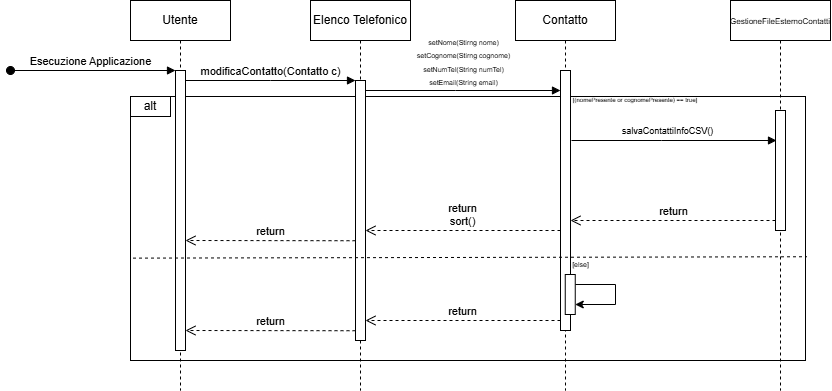 Utente
Elenco Telefonico
Contatto
GestioneFileEsternoContatti
setNome(Stirng nome)
setCognome(Stirng cognome)
setNumTel(String numTel)
setEmail(String email)
Esecuzione Applicazione
modificaContatto(Contatto c)
alt
[(nomePresente or cognomePresente) == true]
salvaContattiInfoCSV()
return
return
sort()
return
[else]
return
return